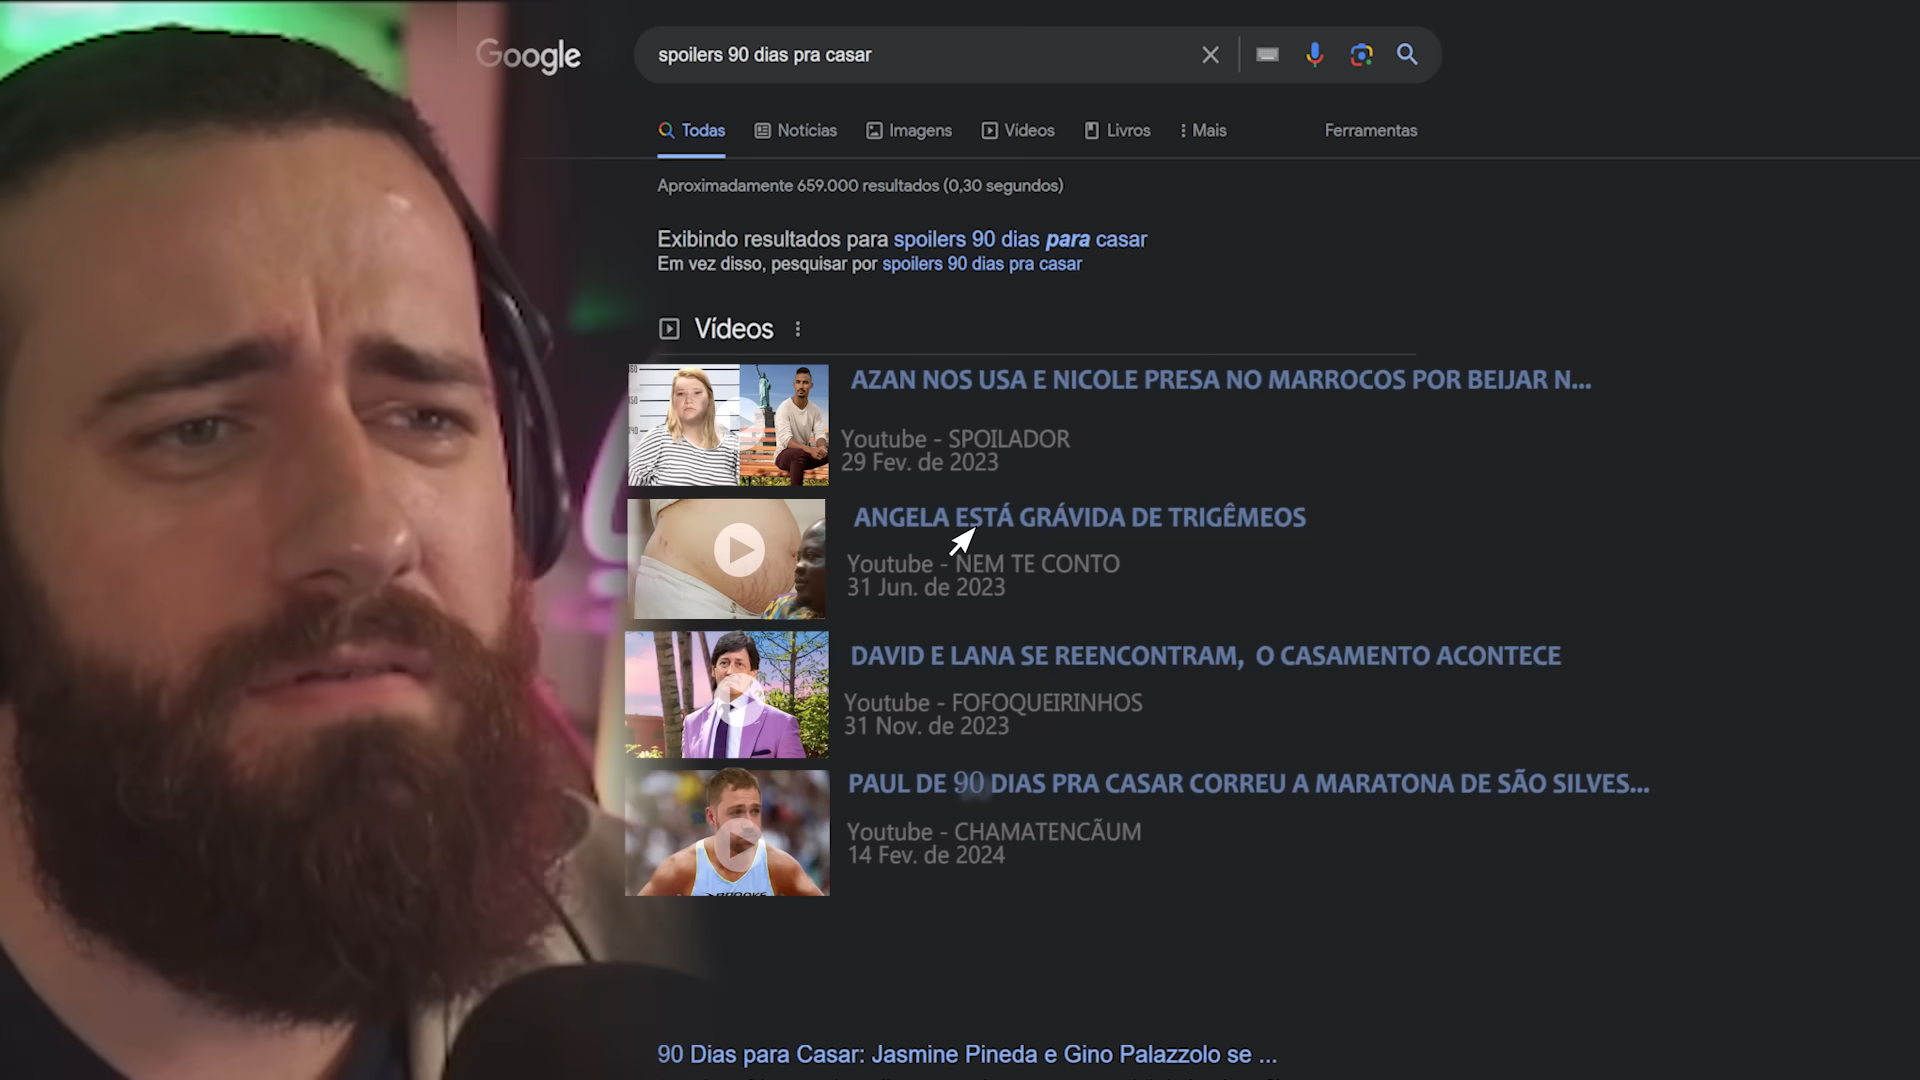 Google
spoilers 90 dias pra casar
Todas
Notícias
Imagens
Vídeos
Livros
Mais
Ferramentas
Aproximadamente 659.000 resultados (0,30 segundos)
Exibindo resultados para spoilers 90 dias para casar
Em vez disso, pesquisar por spoilers 90 dias pra casar
Vídeos
AZAN NOS USA E NICOLE PRESA NO MARROCOS POR BEIJAR N...
Youtube - SPOILADOR
29 Fev. de 2023
ANGELA ESTÁ GRÁVIDA DE TRIGÊMEOS
Youtube - NEM TE CONTO
31 Jun. de 2023
DAVID E LANA SE REENCONTRAM, O CASAMENTO ACONTECE
Youtube - FOFOQUEIRINHOS
31 Nov. de 2023
PAUL DE 90 DIAS PRA CASAR CORREU A MARATONA DE SÃO SILVES...
Youtube - CHAMATENCÃUM
14 Fev. de 2024
90 Dias para Casar: Jasmine Pineda e Gino Palazzolo se ...